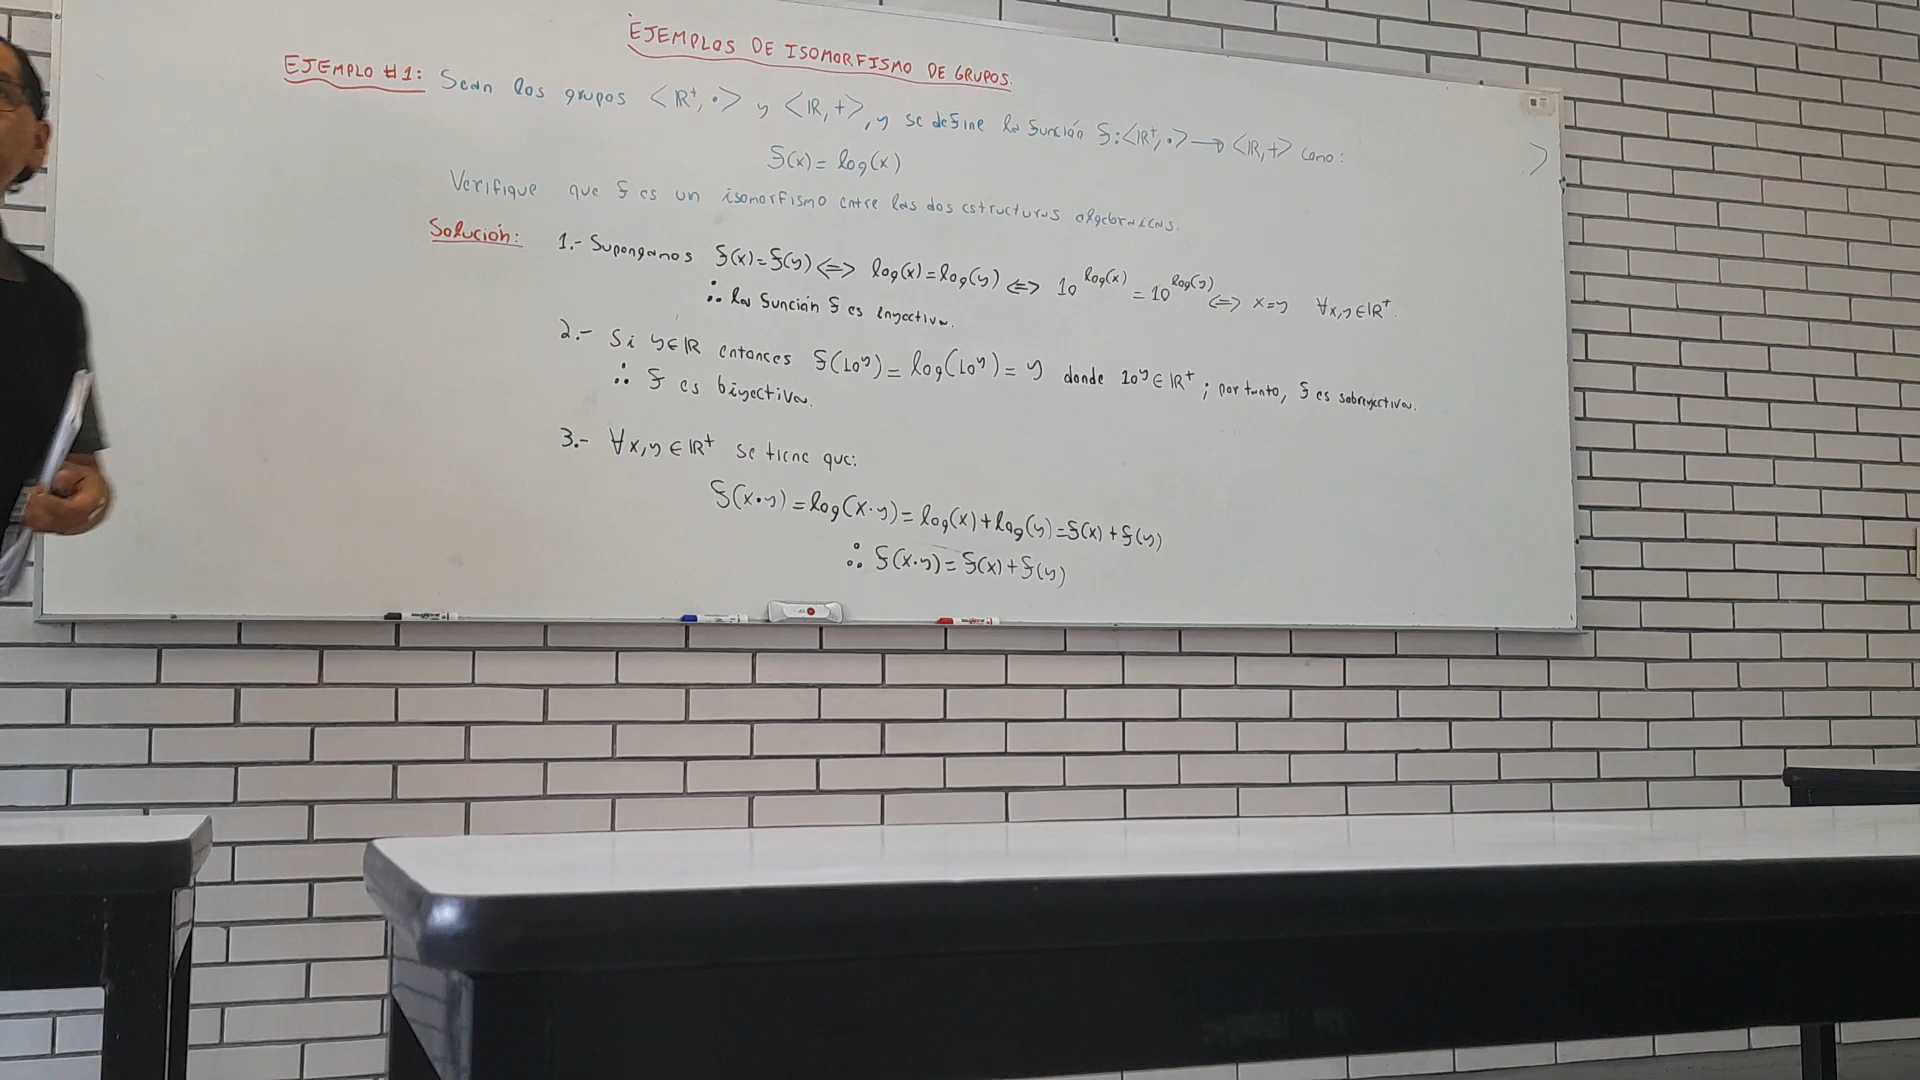 EJEMPLOS DE ISOMORFISMO DE GRUPOS.
EJEMPLO #1: Sean los grupos <ℝ⁺, •> y <ℝ, +>, y se define la función f: <ℝ⁺, •> → <ℝ, +> como:
f(x) = log(x)
Verifique que f es un isomorfismo entre las dos estructuras algebraicas.
Solución: 1.- Supongamos f(x) = f(y) ⟺ log(x) = log(y) ⟺ 10^log(x) = 10^log(y) ⟺ x=y ∀x,y∈ℝ⁺.
∴ la función f es inyectiva.
2.- Si y∈ℝ entonces f(10^y) = log(10^y) = y donde 10^y ∈ ℝ⁺; por tanto, f es sobreyectiva.
∴ f es biyectiva.
3.- ∀x,y ∈ ℝ⁺ se tiene que:
f(x•y) = log(x·y) = log(x) + log(y) = f(x) + f(y)
∴ f(x·y) = f(x) + f(y)